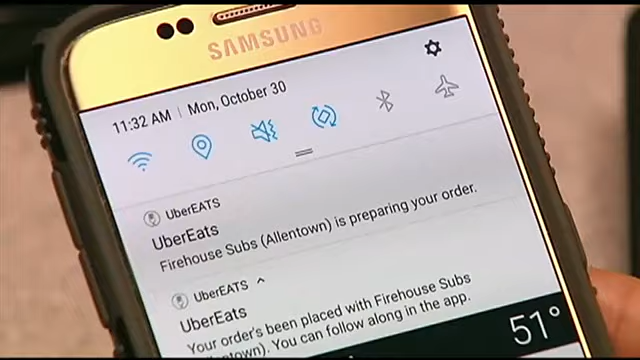 SAMSUNG
11:32 AM | Mon, October 30
UberEATS
UberEats
Firehouse Subs (Allentown) is preparing your order.
UberEATS
UberEats
Your order's been placed with Firehouse Subs
llentown). You can follow along in the app.
51°